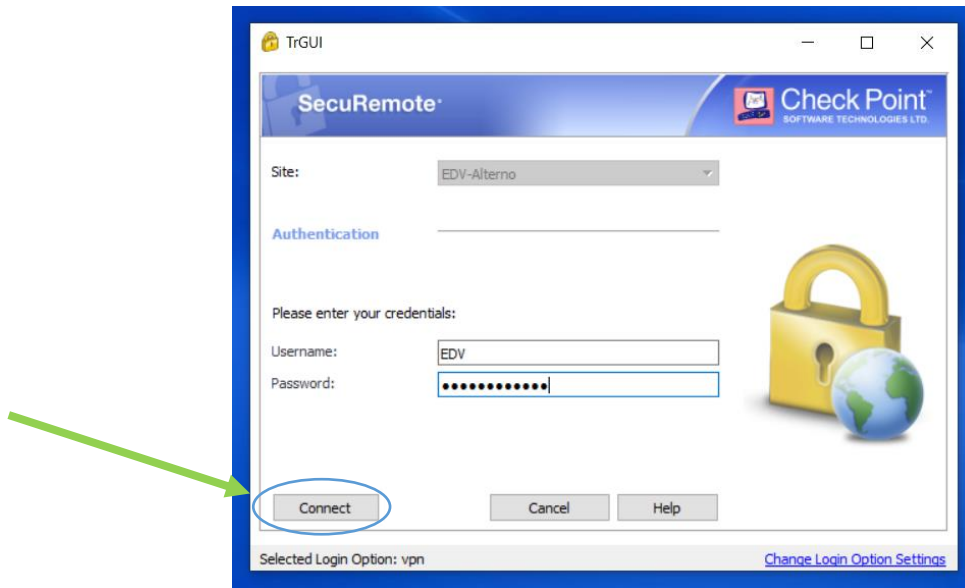 TrGUI
SecuRemote
Check Point™
SOFTWARE TECHNOLOGIES LTD.
Site: EDV-Alterno
Authentication
Please enter your credentials:
Username: EDV
Password: ●●●●●●●●●●●●
Connect Cancel Help
Selected Login Option: vpn Change Login Option Settings